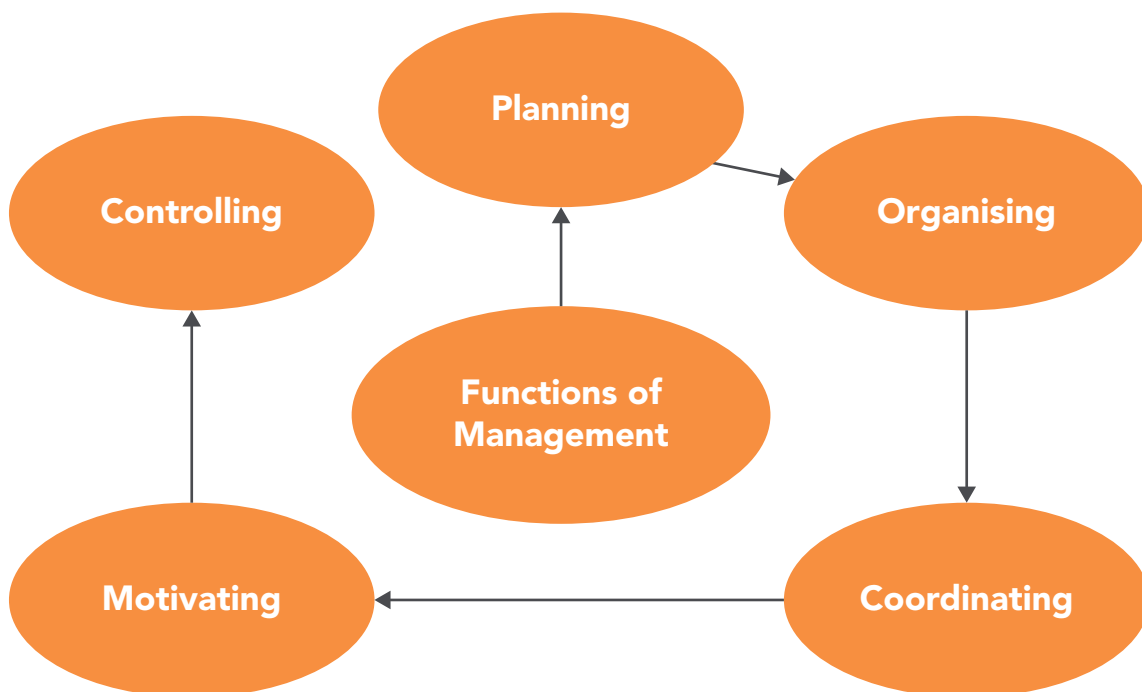 Planning
Organising
Controlling
Functions of
Management
Motivating
Coordinating